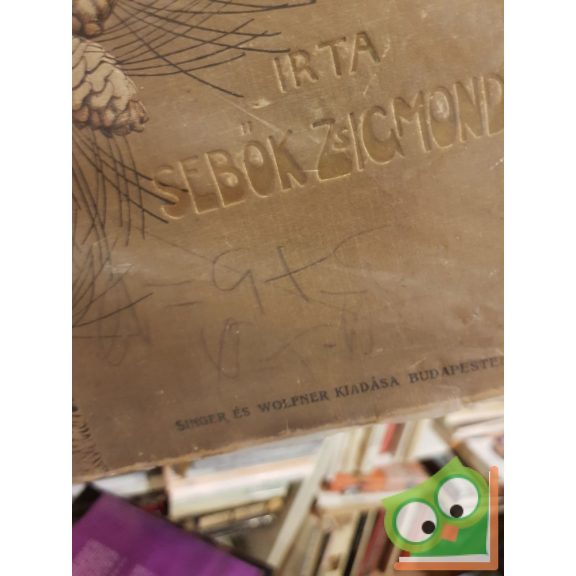 IRTA
SEBŐK ZSIGMOND
SINGER ÉS WOLFNER KIADÁSA BUDAPESTEN